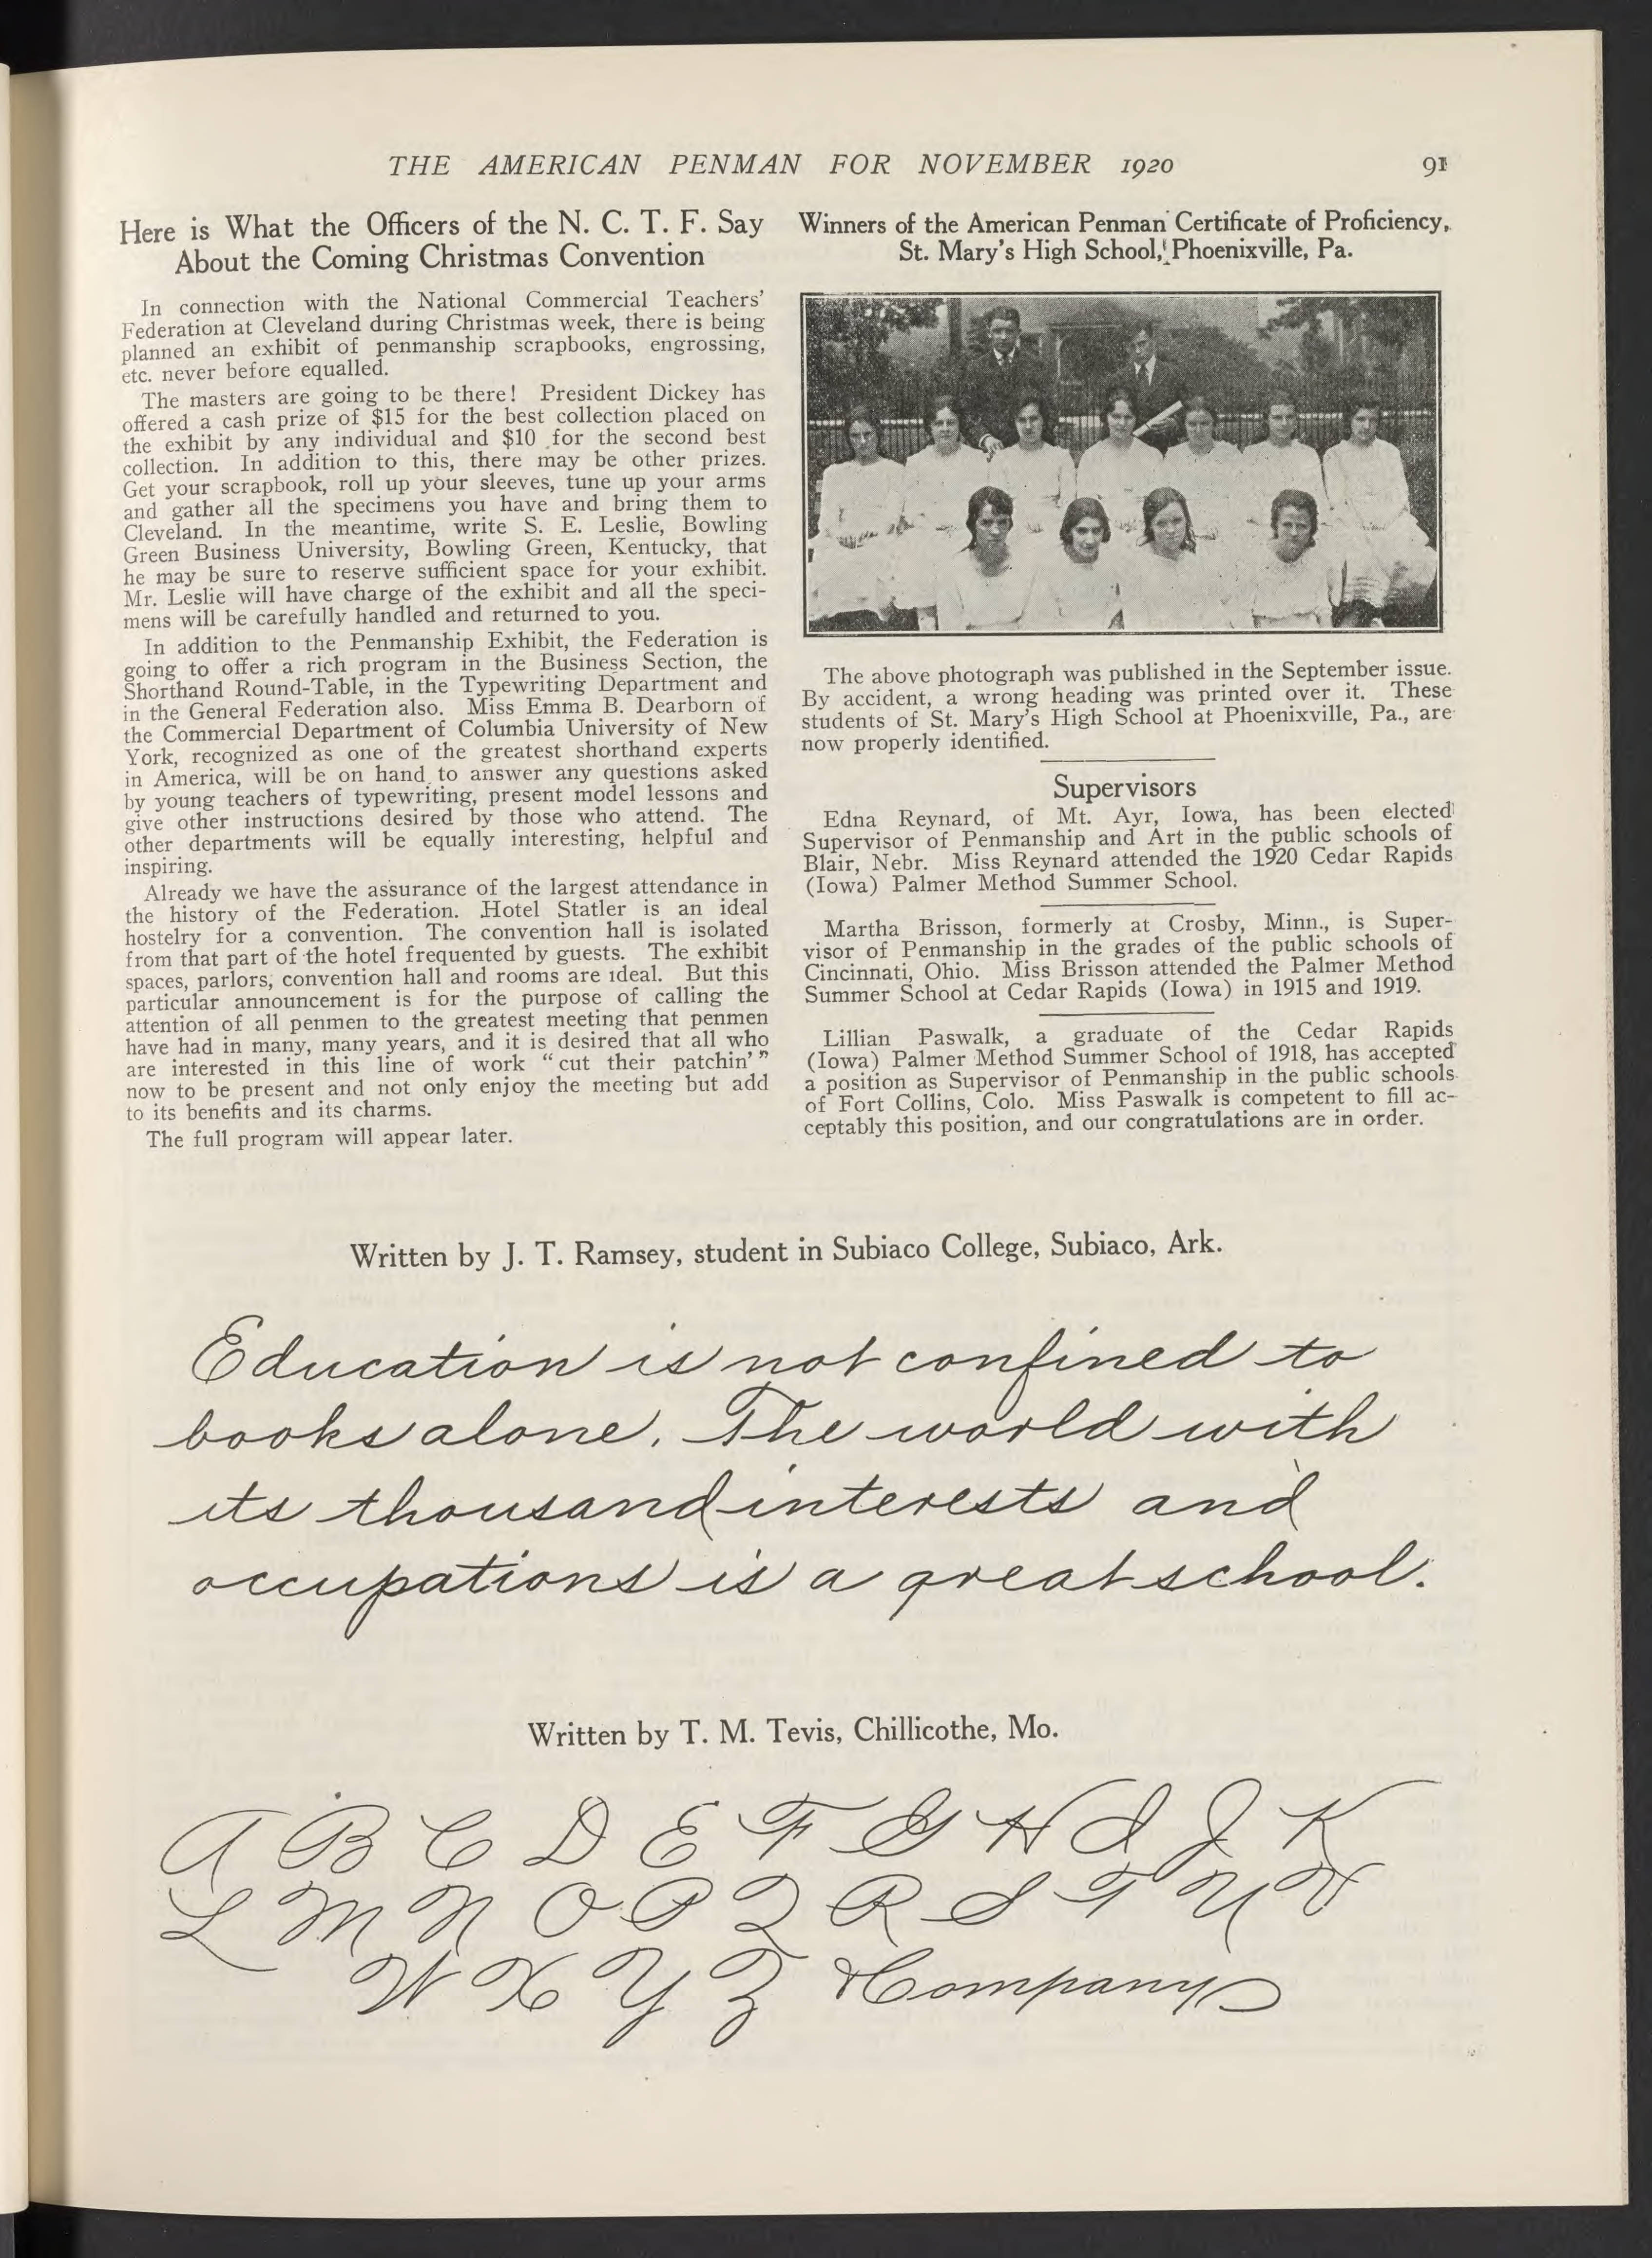 THE AMERICAN PENMAN FOR NOVEMBER 1920 91
Here is What the Officers of the N. C. T. F. Say
About the Coming Christmas Convention
In connection with the National Commercial Teachers'
Federation at Cleveland during Christmas week, there is being
planned an exhibit of penmanship scrapbooks, engrossing,
etc. never before equalled.
The masters are going to be there! President Dickey has
offered a cash prize of $15 for the best collection placed on
the exhibit by any individual and $10 for the second best
collection. In addition to this, there may be other prizes.
Get your scrapbook, roll up your sleeves, tune up your arms
and gather all the specimens you have and bring them to
Cleveland. In the meantime, write S. E. Leslie, Bowling
Green Business University, Bowling Green, Kentucky, that
he may be sure to reserve sufficient space for your exhibit.
Mr. Leslie will have charge of the exhibit and all the speci-
mens will be carefully handled and returned to you.
In addition to the Penmanship Exhibit, the Federation is
going to offer a rich program in the Business Section, the
Shorthand Round-Table, in the Typewriting Department and
in the General Federation also. Miss Emma B. Dearborn of
the Commercial Department of Columbia University of New
York, recognized as one of the greatest shorthand experts
in America, will be on hand to answer any questions asked
by young teachers of typewriting, present model lessons and
give other instructions desired by those who attend. The
other departments will be equally interesting, helpful and
inspiring.
Already we have the assurance of the largest attendance in
the history of the Federation. Hotel Statler is an ideal
hostelry for a convention. The convention hall is isolated
from that part of the hotel frequented by guests. The exhibit
spaces, parlors, convention hall and rooms are ideal. But this
particular announcement is for the purpose of calling the
attention of all penmen to the greatest meeting that penmen
have had in many, many years, and it is desired that all who
are interested in this line of work "cut their patchin'"
now to be present and not only enjoy the meeting but add
to its benefits and its charms.
The full program will appear later.
Winners of the American Penman Certificate of Proficiency,
St. Mary's High School, Phoenixville, Pa.
The above photograph was published in the September issue.
By accident, a wrong heading was printed over it. These
students of St. Mary's High School at Phoenixville, Pa., are
now properly identified.
Supervisors
Edna Reynard, of Mt. Ayr, Iowa, has been elected
Supervisor of Penmanship and Art in the public schools of
Blair, Nebr. Miss Reynard attended the 1920 Cedar Rapids
(Iowa) Palmer Method Summer School.
Martha Brisson, formerly at Crosby, Minn., is Super-
visor of Penmanship in the grades of the public schools of
Cincinnati, Ohio. Miss Brisson attended the Palmer Method
Summer School at Cedar Rapids (Iowa) in 1915 and 1919.
Lillian Paswalk, a graduate of the Cedar Rapids
(Iowa) Palmer Method Summer School of 1918, has accepted
a position as Supervisor of Penmanship in the public schools
of Fort Collins, Colo. Miss Paswalk is competent to fill ac-
ceptably this position, and our congratulations are in order.
Written by J. T. Ramsey, student in Subiaco College, Subiaco, Ark.
Education is not confined to
books alone. The world with
its thousand interests and
occupations is a great school.
Written by T. M. Tevis, Chillicothe, Mo.
A B C D E F G H I J K
L M N O P Q R S T U V
W X Y Z & Company